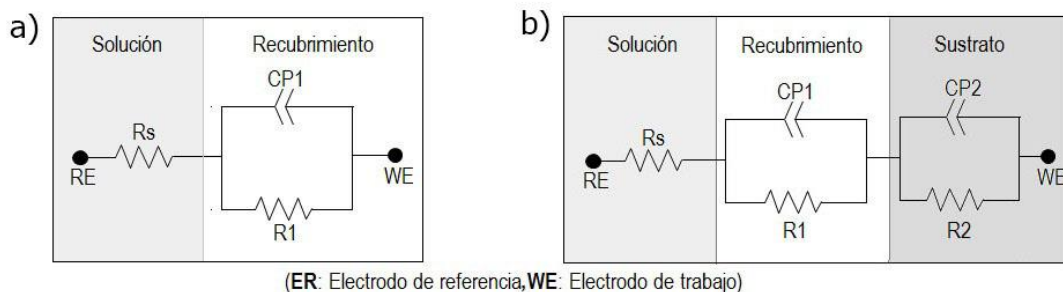 a)
Solución
Recubrimiento
CP1
Rs
RE
WE
R1
b)
Solución
Recubrimiento
Sustrato
CP1
CP2
Rs
RE
WE
R1
R2
(ER: Electrodo de referencia,WE: Electrodo de trabajo)